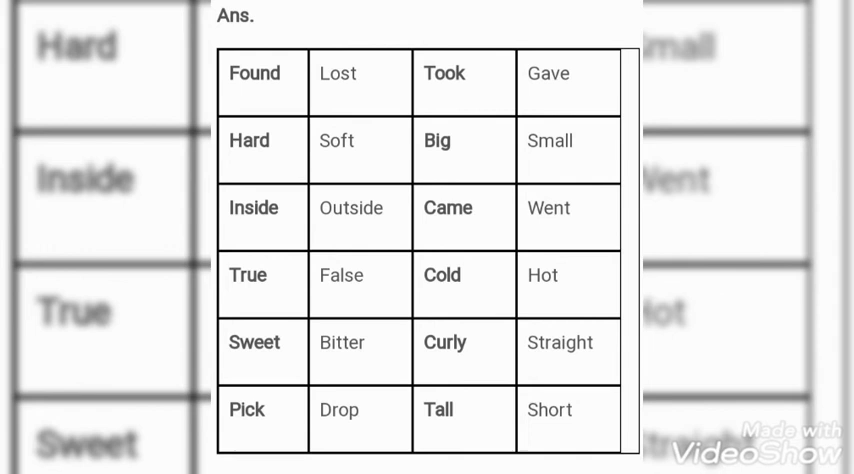 Ans.
Found Lost Took Gave
Hard Soft Big Small
Inside Outside Came Went
True False Cold Hot
Sweet Bitter Curly Straight
Pick Drop Tall Short
Hard
Inside
True
Sweet
Small
Went
Hot
Straight
Made with
VideoShow